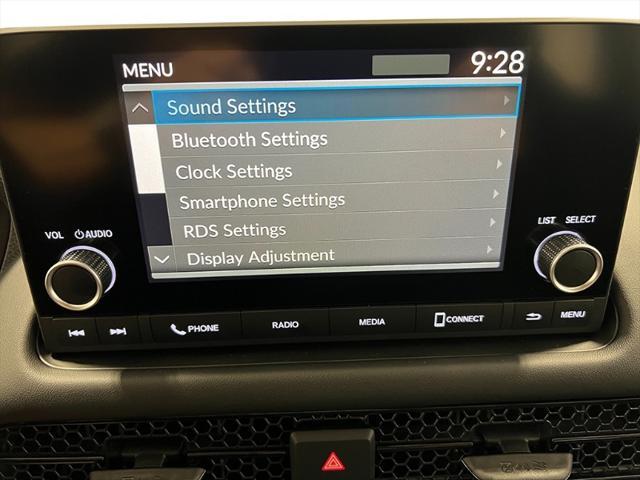 MENU 9:28
Sound Settings
Bluetooth Settings
Clock Settings
Smartphone Settings
RDS Settings
Display Adjustment
VOL AUDIO
LIST SELECT
PHONE RADIO MEDIA CONNECT MENU